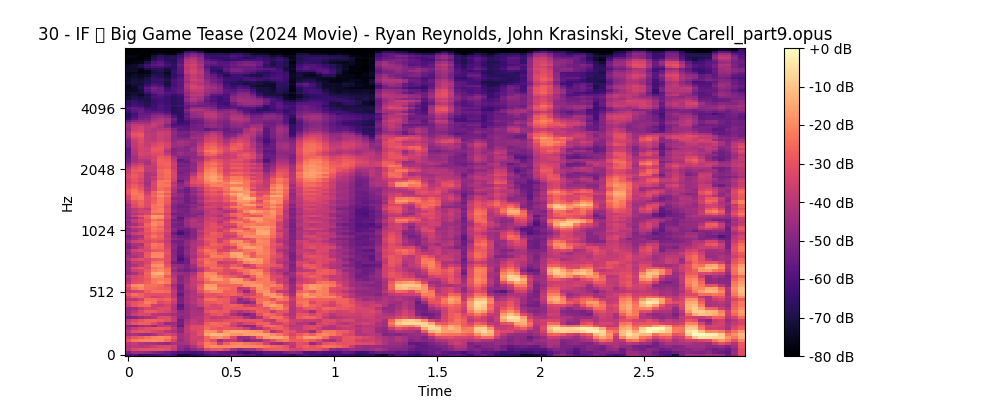 30 - IF ▯ Big Game Tease (2024 Movie) - Ryan Reynolds, John Krasinski, Steve Carell_part9.opus
+0 dB
4096
-10 dB
-20 dB
2048
-30 dB
Hz
1024
-40 dB
-50 dB
512
-60 dB
-70 dB
0
-80 dB
0 0.5 1 1.5 2 2.5
Time